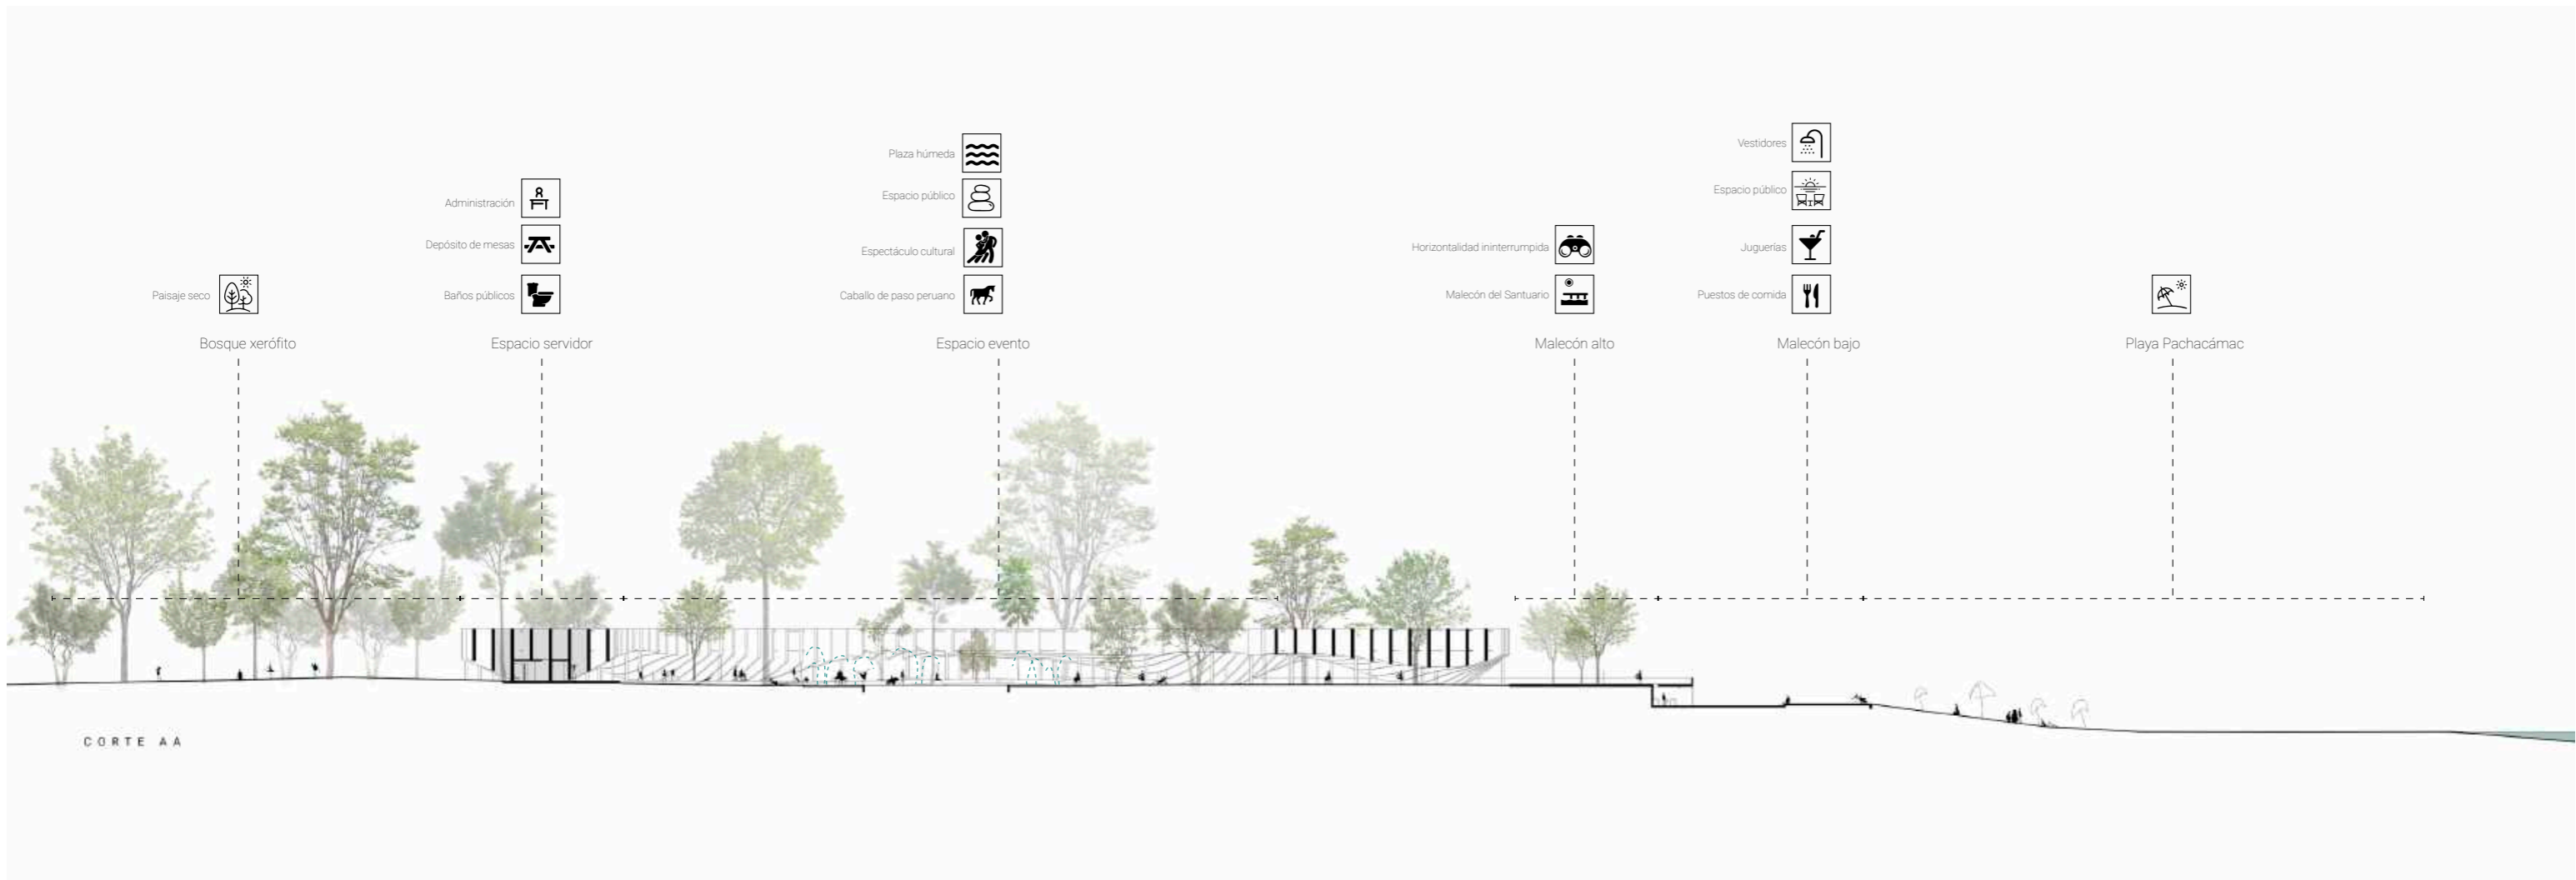 Paisaje seco
Bosque xerófito
Administración
Depósito de mesas
Baños públicos
Espacio servidor
Plaza húmeda
Espacio público
Espectáculo cultural
Caballo de paso peruano
Espacio evento
Horizontalidad ininterrumpida
Malecón del Santuario
Malecón alto
Vestidores
Espacio público
Juguerías
Puestos de comida
Malecón bajo
Playa Pachacámac
CORTE AA